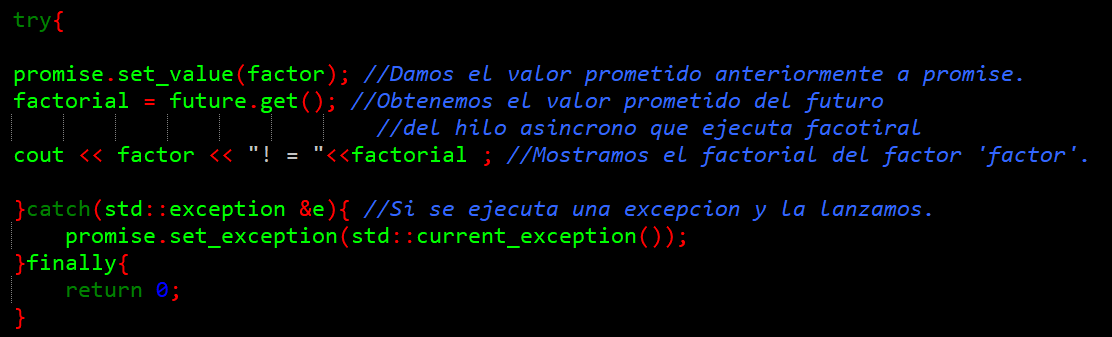 try{
promise.set_value(factor); //Damos el valor prometido anteriormente a promise.
factorial = future.get(); //Obtenemos el valor prometido del futuro
//del hilo asincrono que ejecuta facotiral
cout << factor << "! = "<<factorial ; //Mostramos el factorial del factor 'factor'.
}catch(std::exception &e){ //Si se ejecuta una excepcion y la lanzamos.
promise.set_exception(std::current_exception());
}finally{
return 0;
}